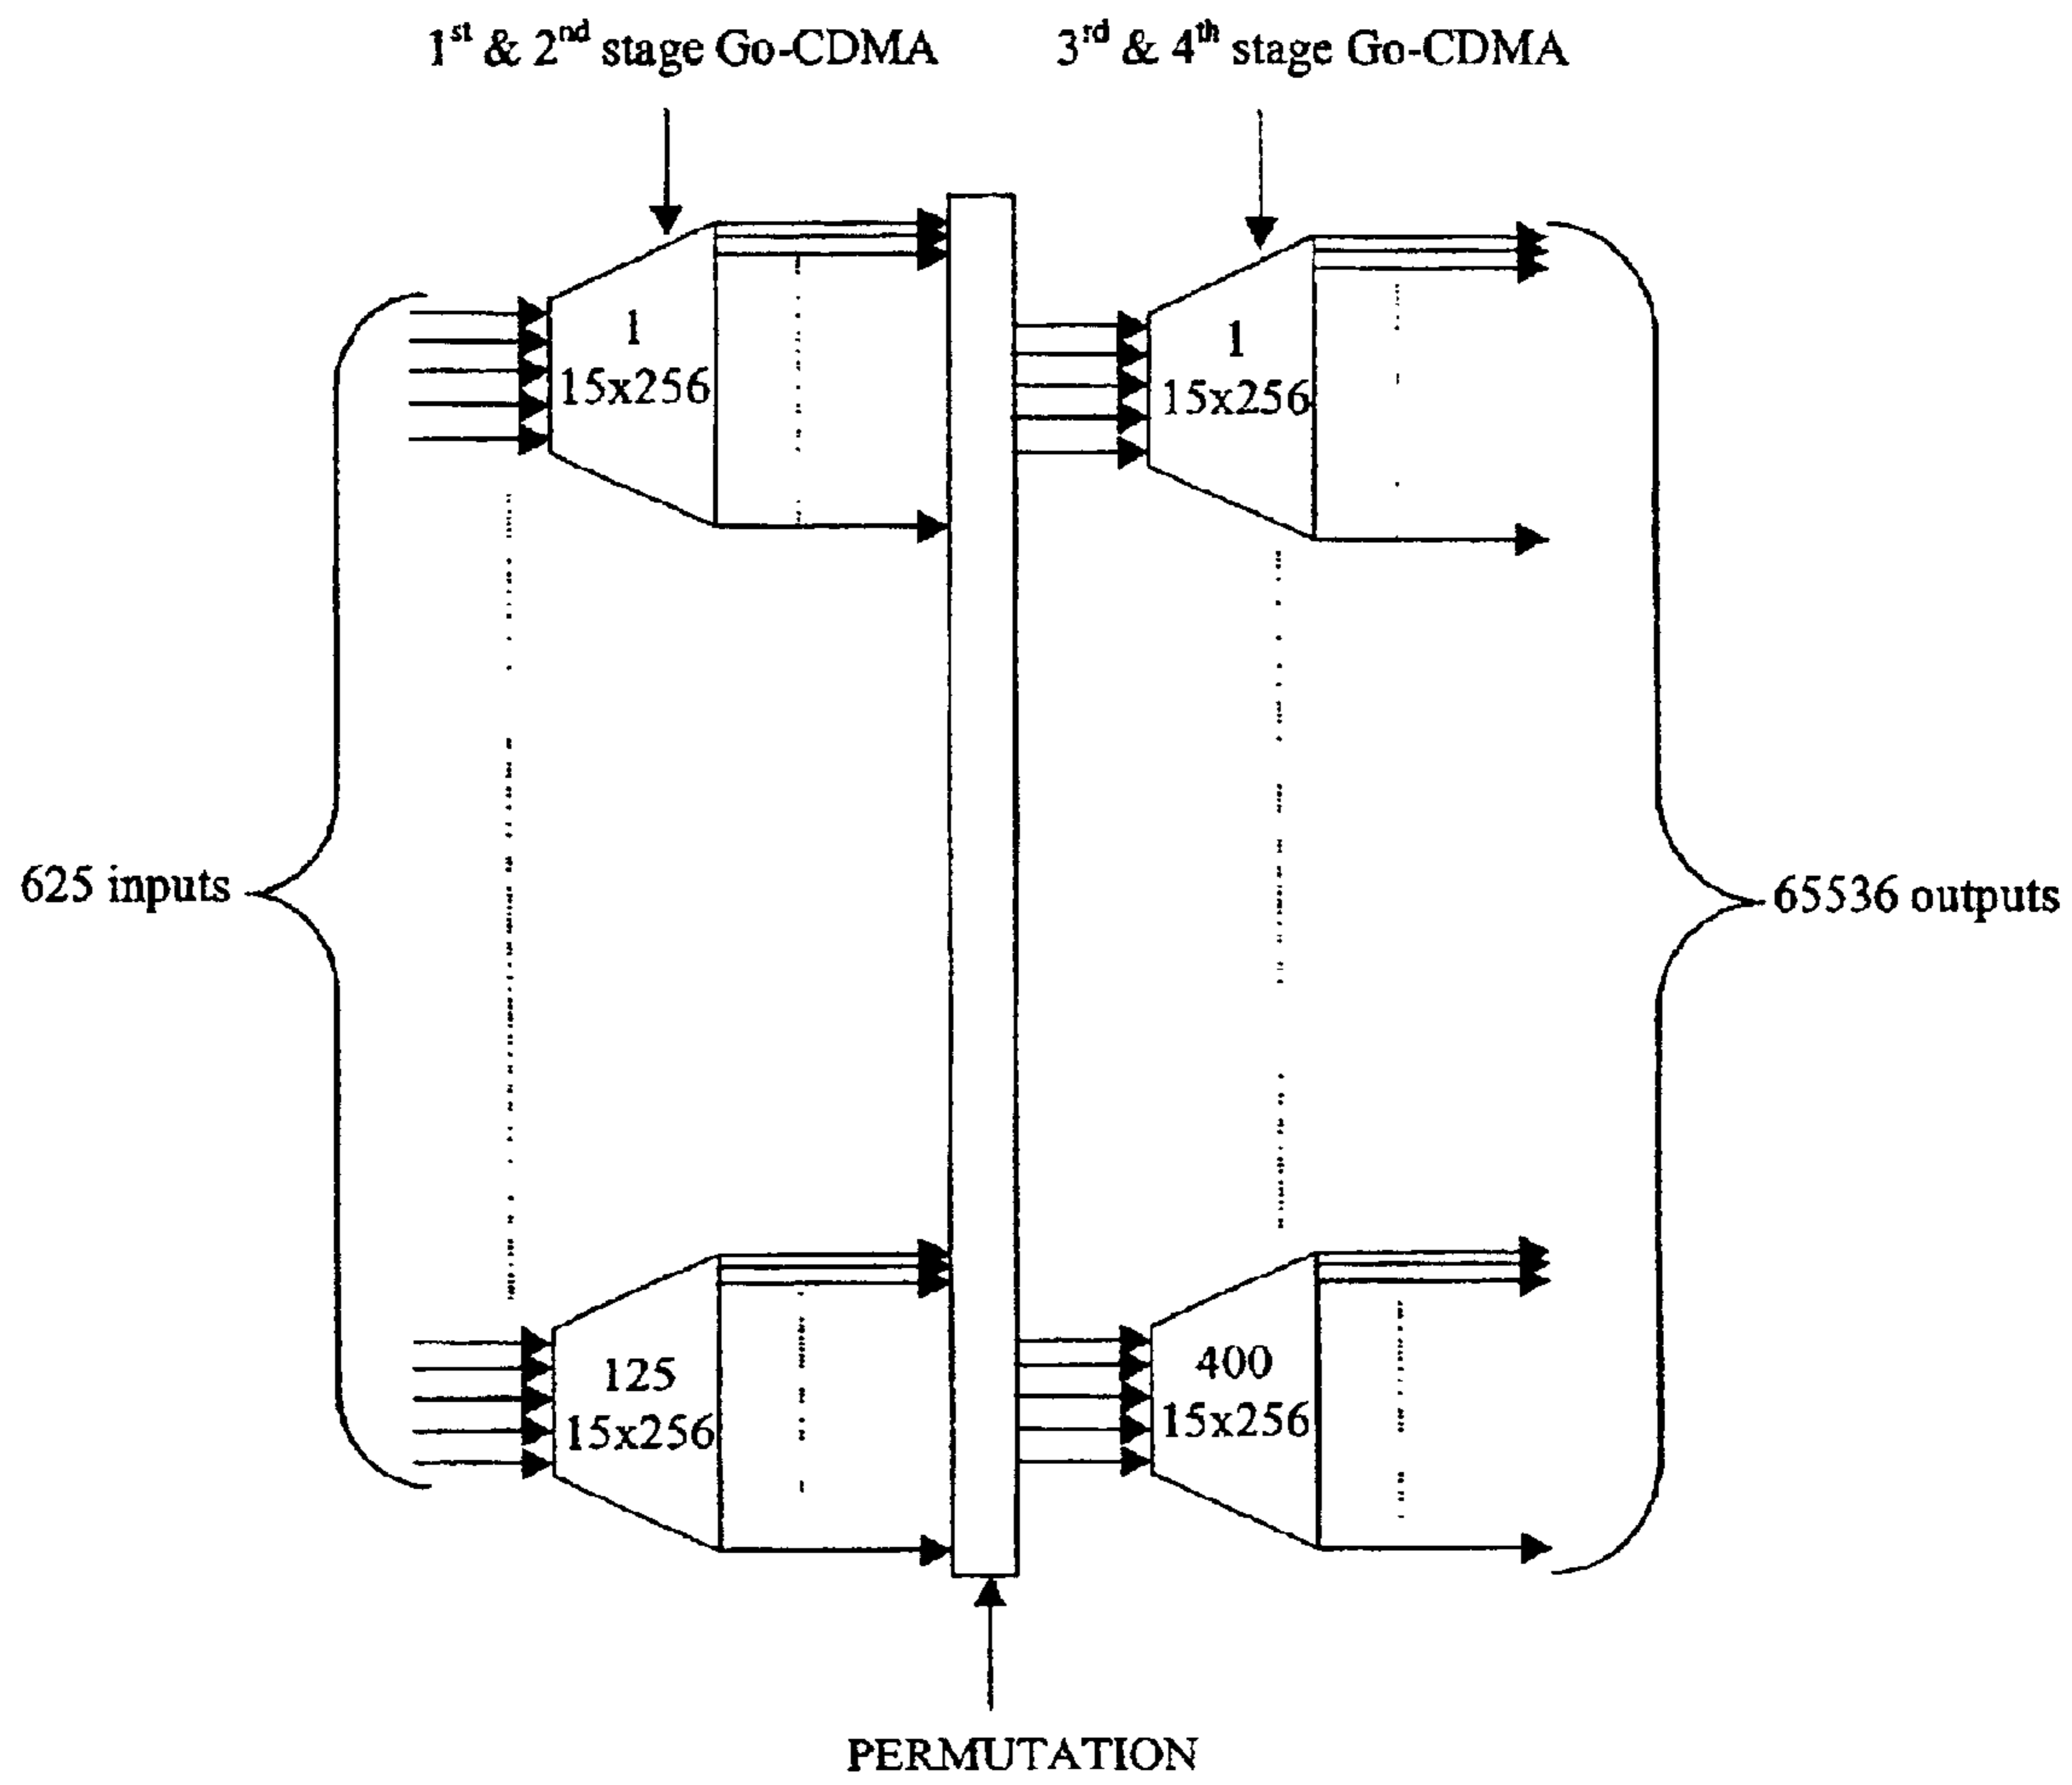 1st & 2nd stage Go-CDMA
3rd & 4th stage Go-CDMA
1
15x256
1
15x256
625 inputs
65536 outputs
125
15x256
400
15x256
PERMUTATION